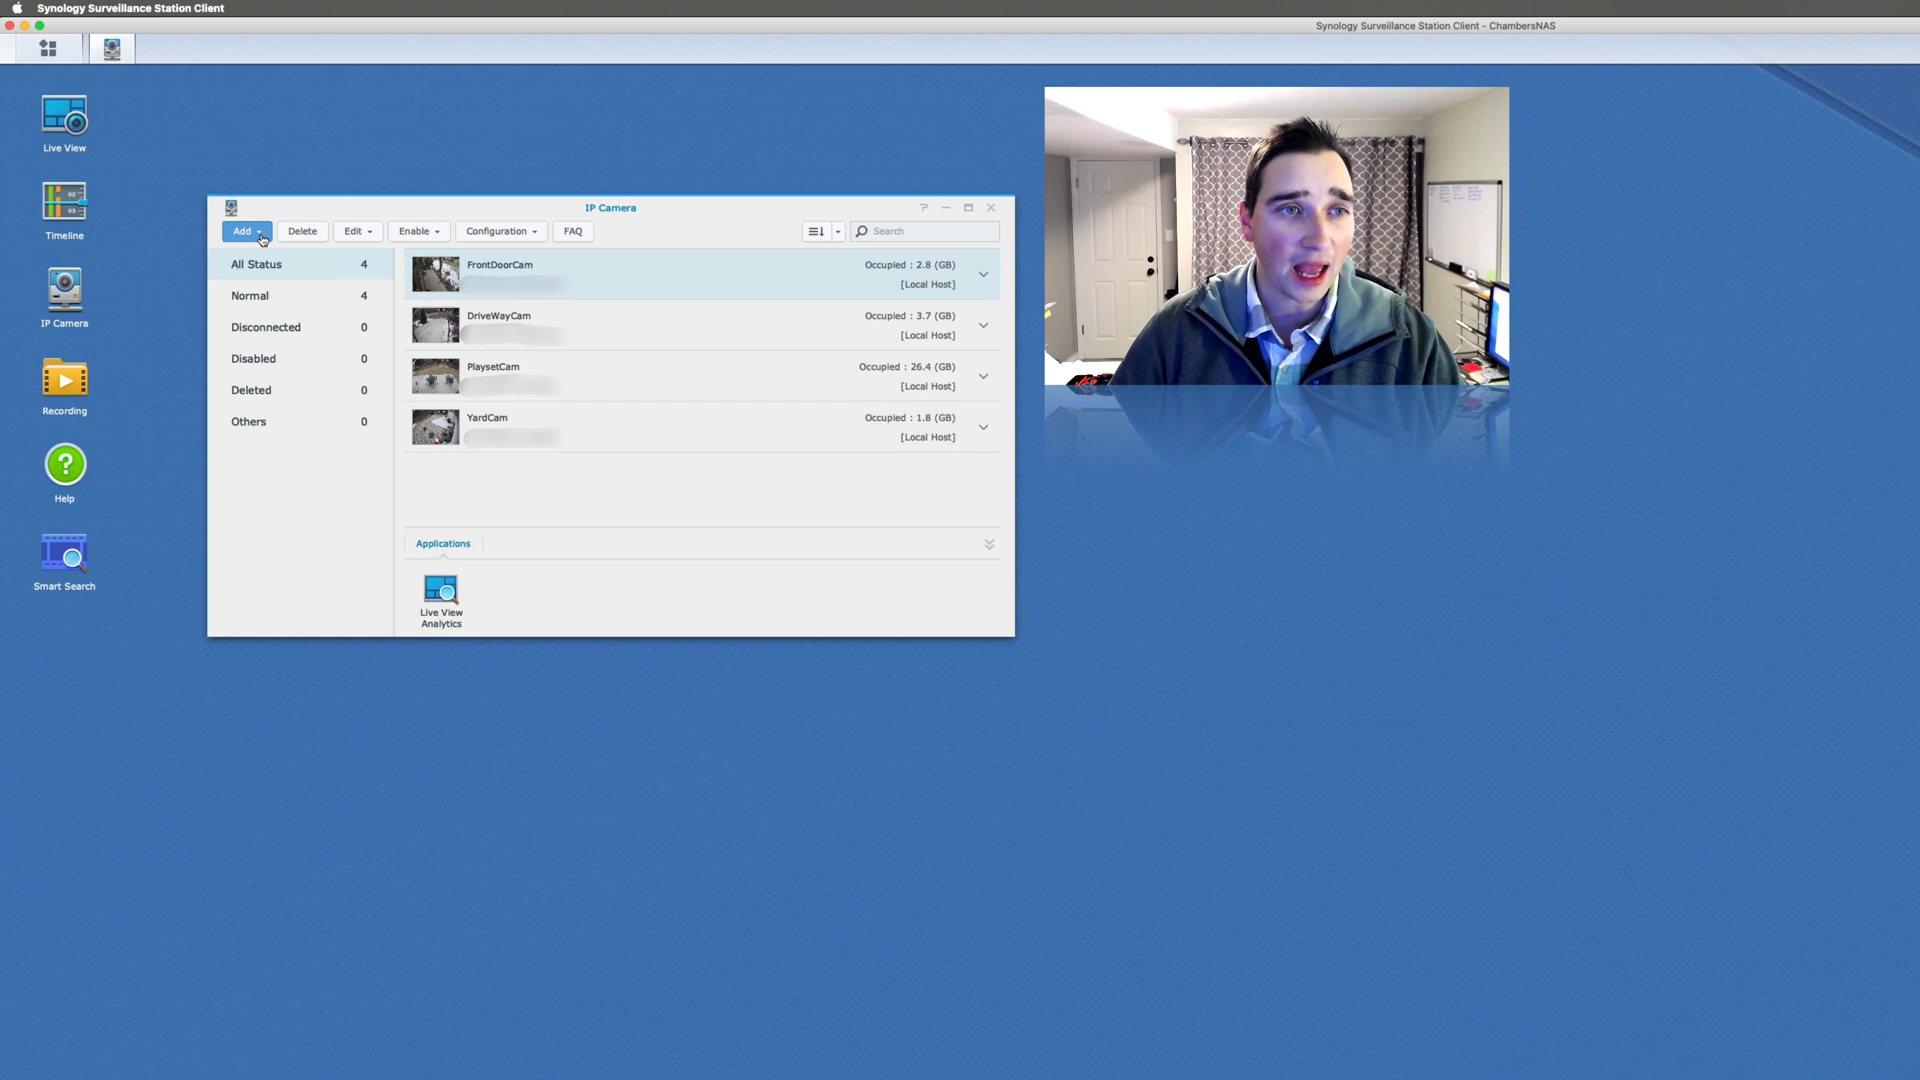 Synology Surveillance Station Client
Synology Surveillance Station Client - ChambersNAS
Live View
Timeline
IP Camera
Recording
Help
Smart Search
IP Camera
Add
Delete
Edit
Enable
Configuration
FAQ
Search
All Status 4
Normal 4
Disconnected 0
Disabled 0
Deleted 0
Others 0
FrontDoorCam
Occupied : 2.8 (GB)
[Local Host]
DriveWayCam
Occupied : 3.7 (GB)
[Local Host]
PlaysetCam
Occupied : 26.4 (GB)
[Local Host]
YardCam
Occupied : 1.8 (GB)
[Local Host]
Applications
Live View
Analytics